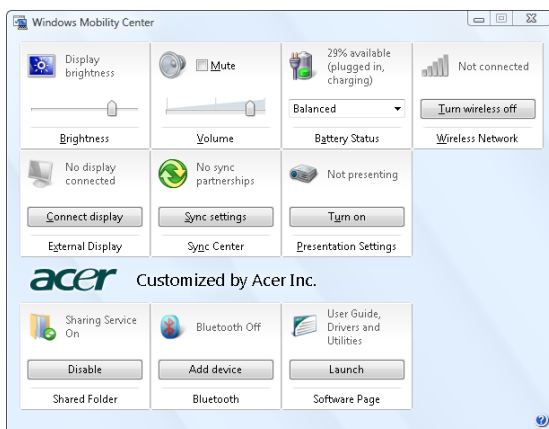 Windows Mobility Center
Display
brightness
Brightness
Mute
Volume
29% available
(plugged in,
charging)
Balanced
Battery Status
Not connected
Turn wireless off
Wireless Network
No display
connected
Connect display
External Display
No sync
partnerships
Sync settings
Sync Center
Not presenting
Turn on
Presentation Settings
acer Customized by Acer Inc.
Sharing Service
On
Disable
Shared Folder
Bluetooth Off
Add device
Bluetooth
User Guide,
Drivers and
Utilities
Launch
Software Page